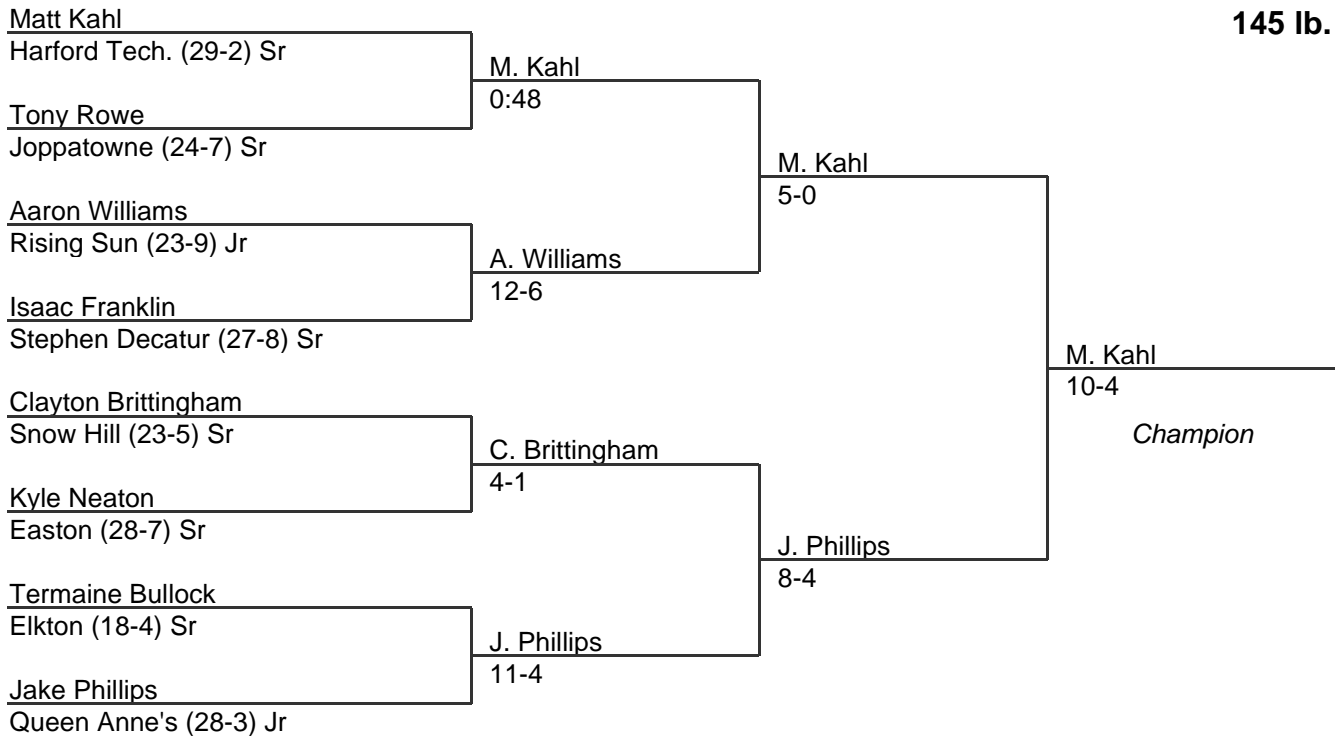 Matt Kahl
145 lb.
Harford Tech. (29-2) Sr
M. Kahl
0:48
Tony Rowe
Joppatowne (24-7) Sr
M. Kahl
5-0
Aaron Williams
Rising Sun (23-9) Jr
A. Williams
12-6
Isaac Franklin
Stephen Decatur (27-8) Sr
M. Kahl
10-4
Champion
Clayton Brittingham
Snow Hill (23-5) Sr
C. Brittingham
4-1
Kyle Neaton
Easton (28-7) Sr
J. Phillips
8-4
Termaine Bullock
Elkton (18-4) Sr
J. Phillips
11-4
Jake Phillips
Queen Anne's (28-3) Jr